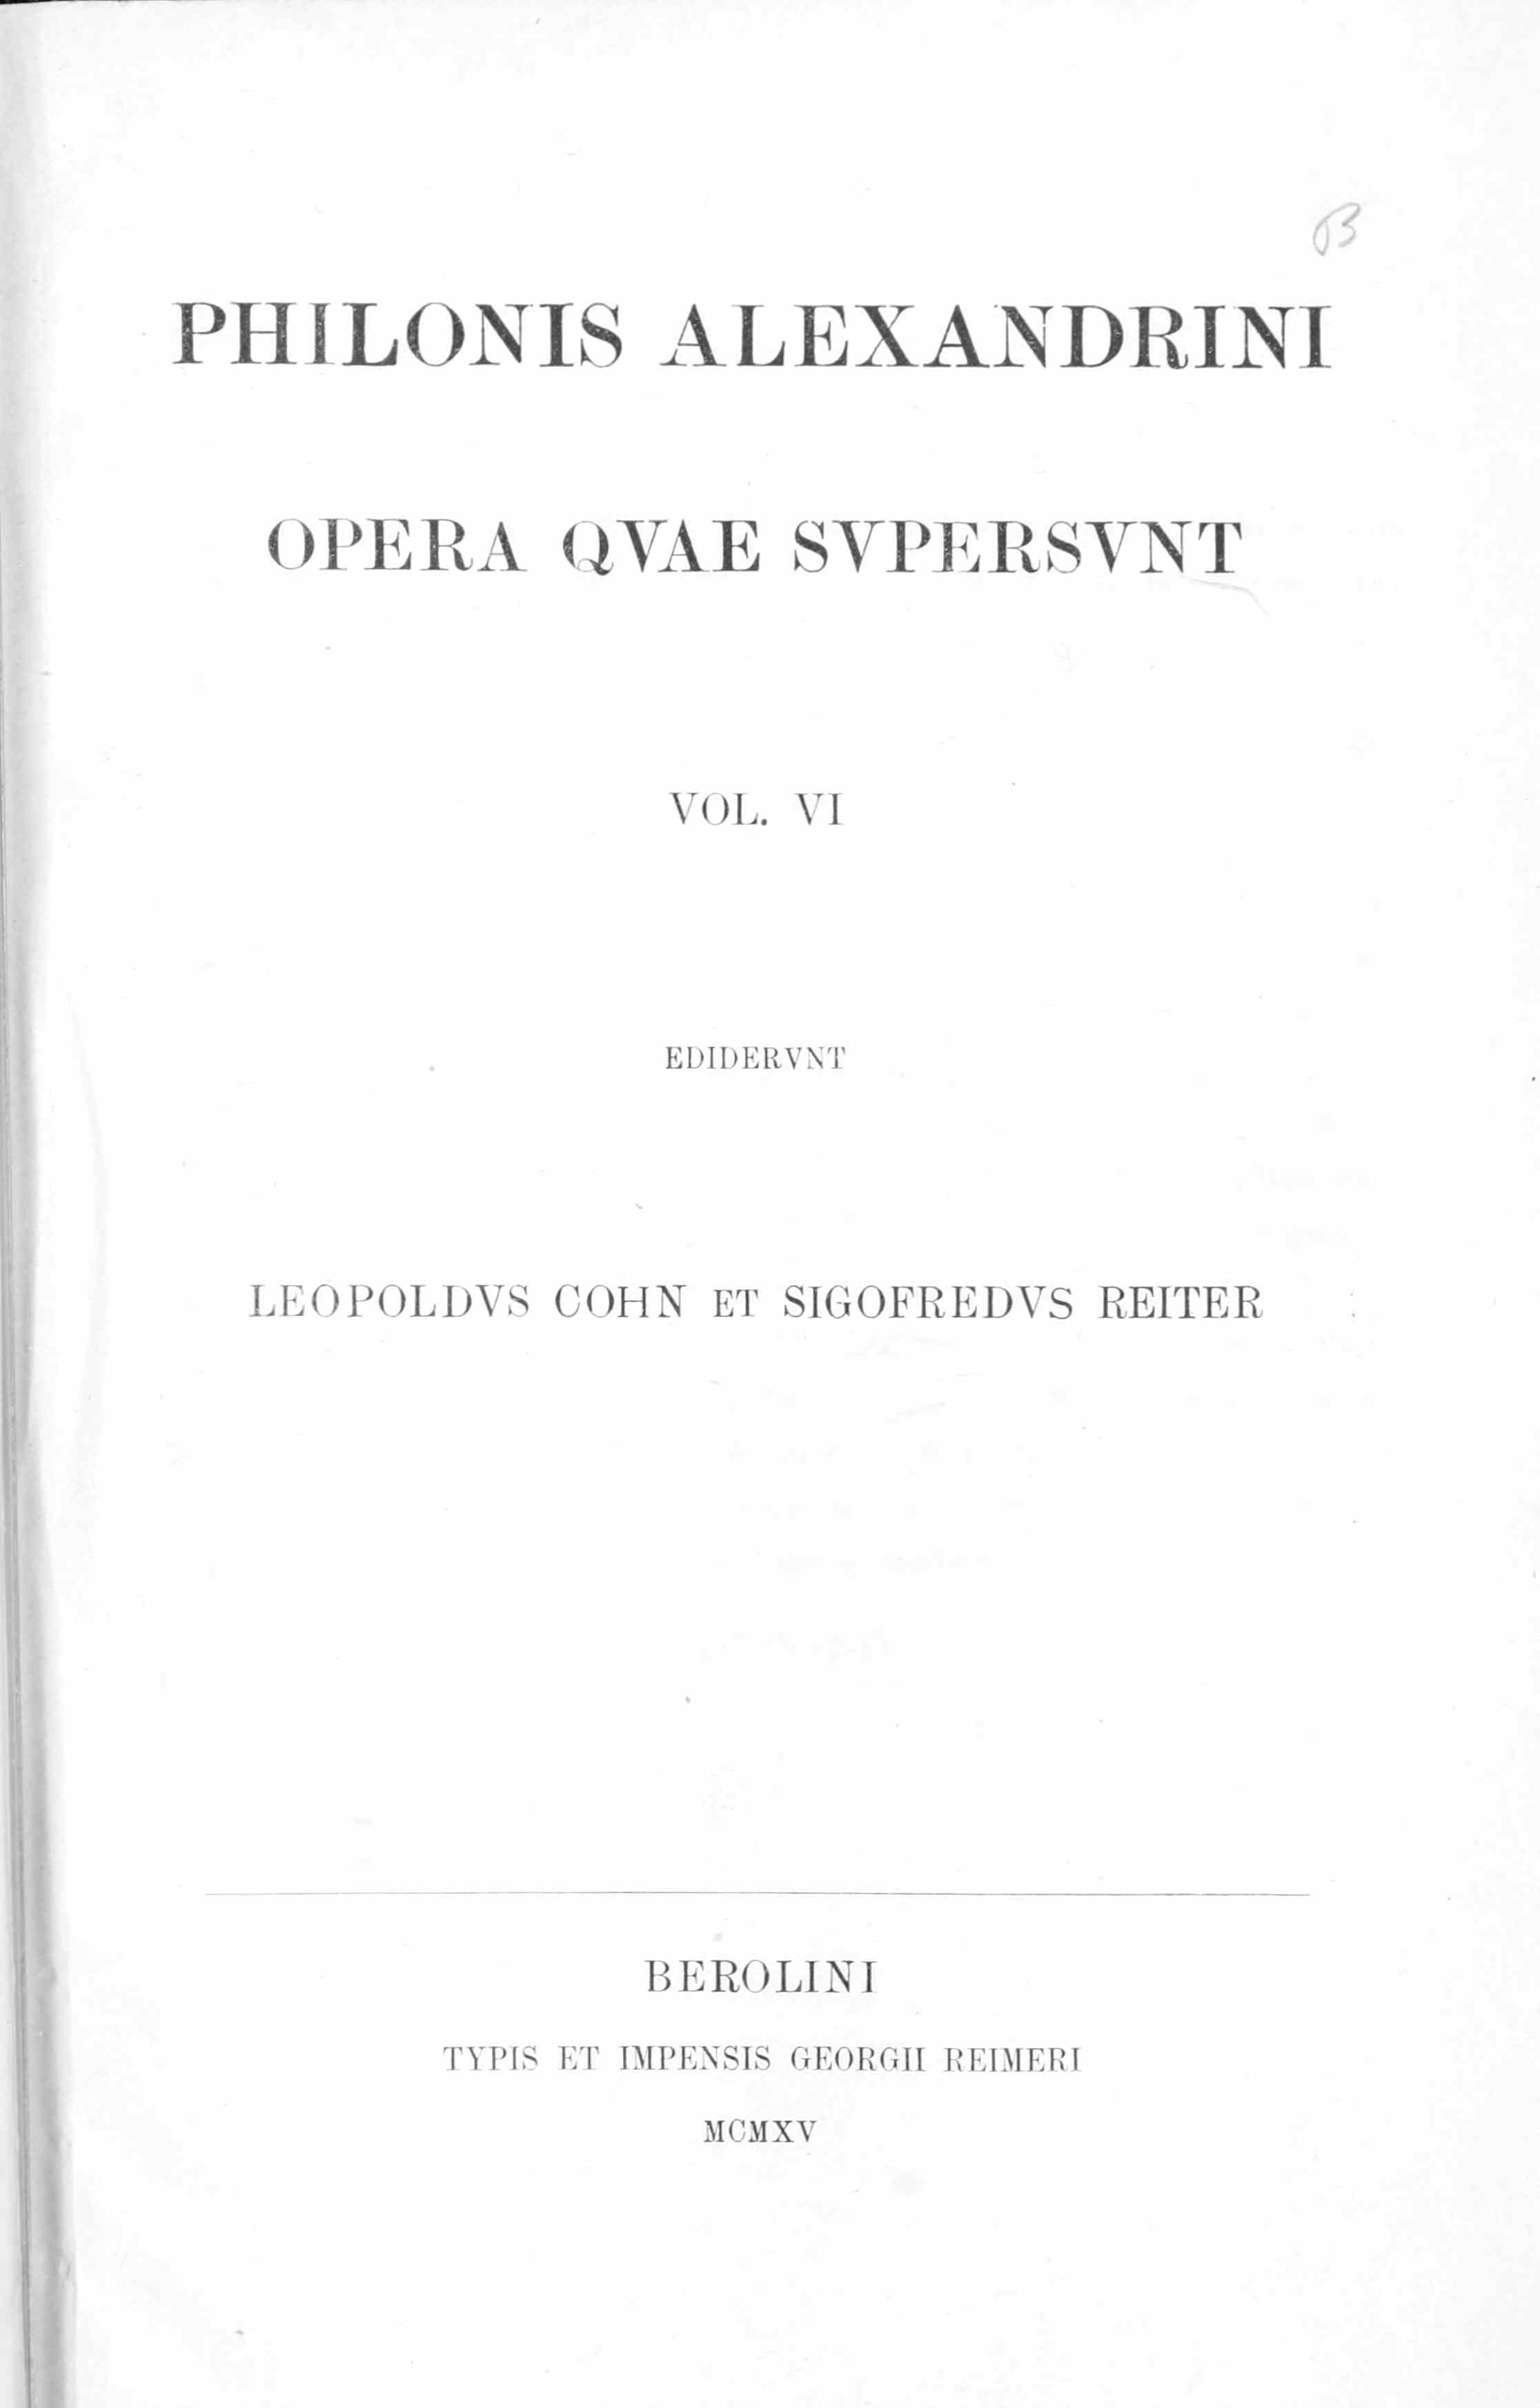 PHILONIS ALEXANDRINI
OPERA QVAE SVPERSVNT
VOL. VI
EDIDERVNT
LEOPOLDVS COHN ET SIGOFREDVS REITER
BEROLINI
TYPIS ET IMPENSIS GEORGII REIMERI
MCMXV